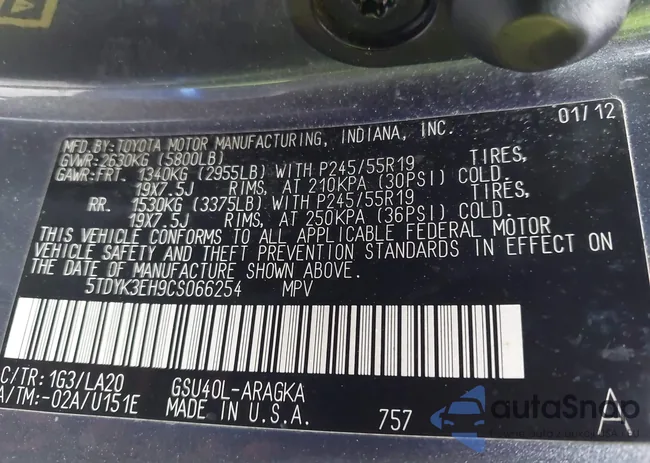 MFD. BY: TOYOTA MOTOR MANUFACTURING, INDIANA, INC. 01/12
GVWR: 2630KG (5800LB)
GAWR: FRT. 1340KG (2955LB) WITH P245/55R19 TIRES,
19X7.5J RIMS, AT 210KPA (30PSI) COLD.
RR. 1530KG (3375LB) WITH P245/55R19 TIRES,
19X7.5J RIMS, AT 250KPA (36PSI) COLD.
THIS VEHICLE CONFORMS TO ALL APPLICABLE FEDERAL MOTOR
VEHICLE SAFETY AND THEFT PREVENTION STANDARDS IN EFFECT ON
THE DATE OF MANUFACTURE SHOWN ABOVE.
5TDYK3EH9CS066254 MPV
C/TR: 1G3/LA20 GSU40L-ARAGKA
A/TM: -02A/U151E MADE IN U.S.A. 757 A
autoSnap